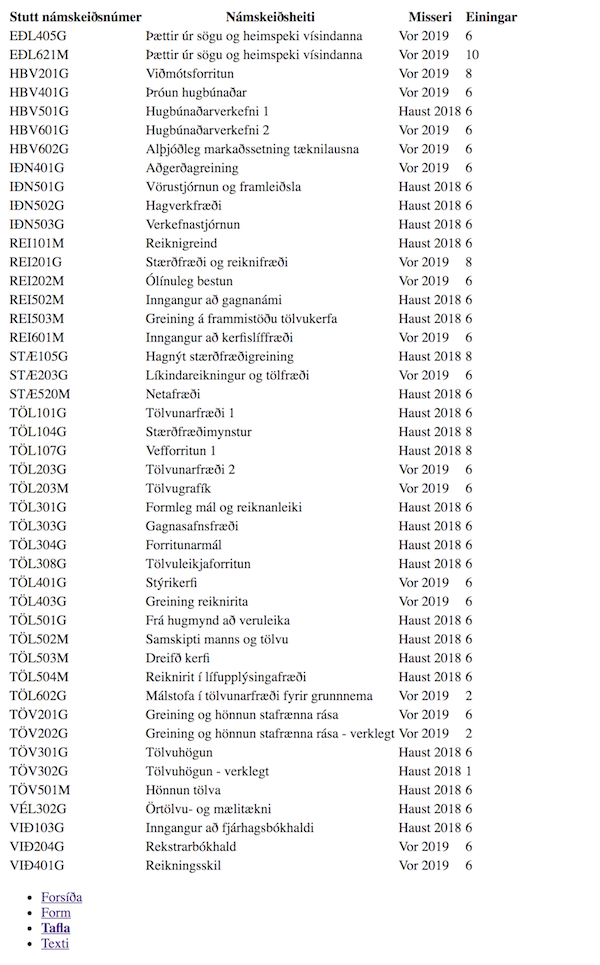 Stutt námskeiðsnúmer Námskeiðsheiti Misseri Einingar
EÐL405G Þættir úr sögu og heimspeki vísindanna Vor 2019 6
EÐL621M Þættir úr sögu og heimspeki vísindanna Vor 2019 10
HBV201G Viðmótsforritun Vor 2019 8
HBV401G Þróun hugbúnaðar Vor 2019 6
HBV501G Hugbúnaðarverkefni 1 Haust 2018 6
HBV601G Hugbúnaðarverkefni 2 Vor 2019 6
HBV602G Alþjóðleg markaðssetning tæknilausna Vor 2019 6
IÐN401G Aðgerðagreining Vor 2019 6
IÐN501G Vörustjórnun og framleiðsla Haust 2018 6
IÐN502G Hagverkfræði Haust 2018 6
IÐN503G Verkefnastjórnun Haust 2018 6
REI101M Reiknigreind Haust 2018 6
REI201G Stærðfræði og reiknifræði Vor 2019 8
REI202M Ólínuleg bestun Vor 2019 6
REI502M Inngangur að gagnanámi Haust 2018 6
REI503M Greining á frammistöðu tölvukerfa Haust 2018 6
REI601M Inngangur að kerfislíffræði Vor 2019 6
STÆ105G Hagnýt stærðfræðigreining Haust 2018 8
STÆ203G Líkindareikningur og tölfræði Vor 2019 6
STÆ520M Netafræði Haust 2018 6
TÖL101G Tölvunarfræði 1 Haust 2018 6
TÖL104G Stærðfræðimynstur Haust 2018 8
TÖL107G Vefforritun 1 Haust 2018 8
TÖL203G Tölvunarfræði 2 Vor 2019 6
TÖL203M Tölvugrafík Vor 2019 6
TÖL301G Formleg mál og reiknanleiki Haust 2018 6
TÖL303G Gagnasafnsfræði Haust 2018 6
TÖL304G Forritunarmál Haust 2018 6
TÖL308G Tölvuleikjaforritun Haust 2018 6
TÖL401G Stýrikerfi Vor 2019 6
TÖL403G Greining reiknirita Vor 2019 6
TÖL501G Frá hugmynd að veruleika Haust 2018 6
TÖL502M Samskipti manns og tölvu Haust 2018 6
TÖL503M Dreifð kerfi Haust 2018 6
TÖL504M Reiknirit í lífupplýsingafræði Haust 2018 6
TÖL602G Málstofa í tölvunarfræði fyrir grunnnema Vor 2019 2
TÖV201G Greining og hönnun stafrænna rása Vor 2019 6
TÖV202G Greining og hönnun stafrænna rása - verklegt Vor 2019 2
TÖV301G Tölvuhögun Haust 2018 6
TÖV302G Tölvuhögun - verklegt Haust 2018 1
TÖV501M Hönnun tölva Haust 2018 6
VÉL302G Örtölvu- og mælitækni Haust 2018 6
VIÐ103G Inngangur að fjárhagsbókhaldi Haust 2018 6
VIÐ204G Rekstrarbókhald Vor 2019 6
VIÐ401G Reikningsskil Vor 2019 6
• Forsíða
• Form
• Tafla
• Texti